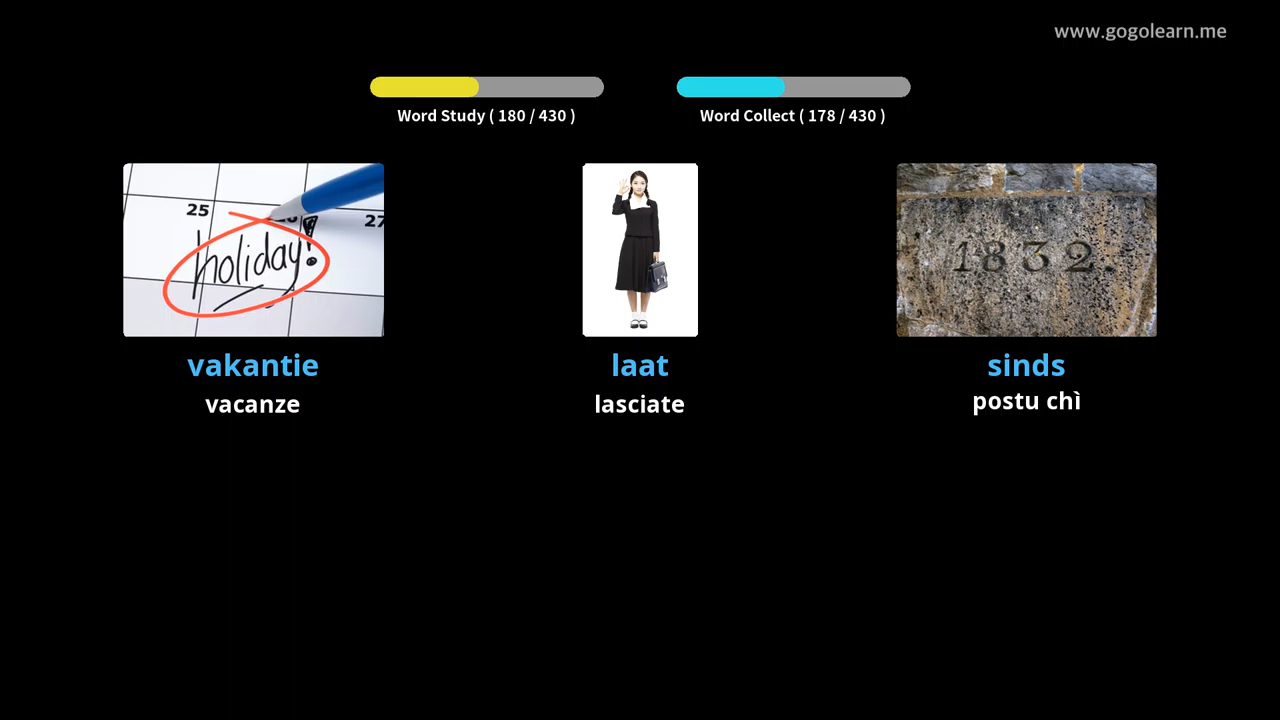 www.gogolearn.me
Word Study ( 180 / 430 )
Word Collect ( 178 / 430 )
25
27
holiday!
1832.
vakantie
laat
sinds
vacanze
lasciate
postu chì